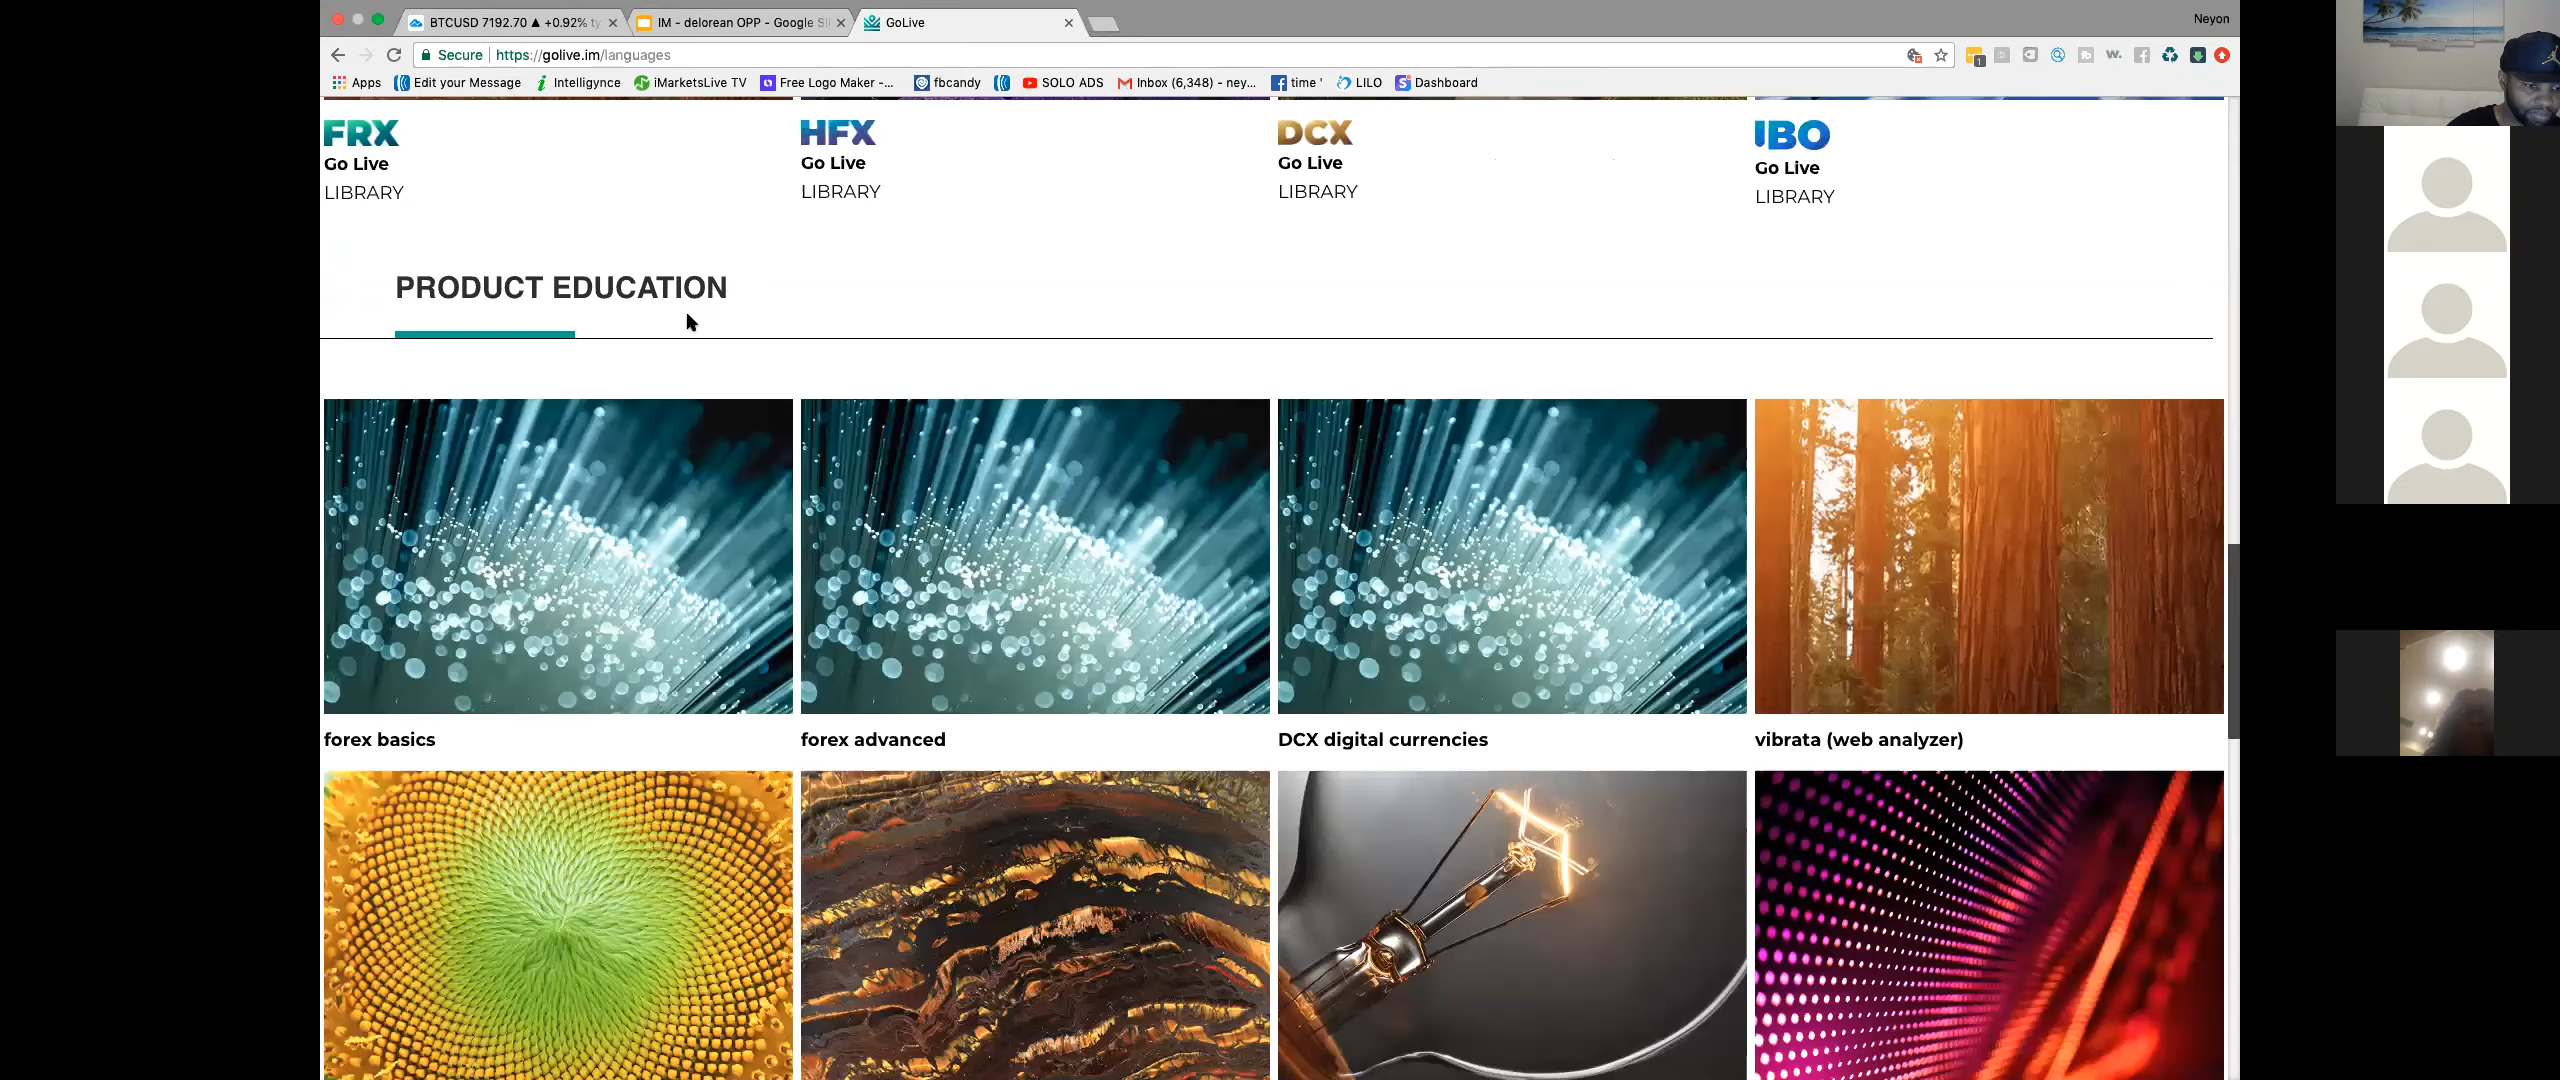 BTCUSD 7192.70 ▲ +0.92% ty
IM - delorean OPP - Google Sli
GoLive
Neyon
Secure
https://golive.im/languages
1
w.
Apps
Edit your Message
Intelligynce
iMarketsLive TV
Free Logo Maker -...
fbcandy
SOLO ADS
Inbox (6,348) - ney...
time '
LILO
Dashboard
FRX
Go Live
LIBRARY
HFX
Go Live
LIBRARY
DCX
Go Live
LIBRARY
IBO
Go Live
LIBRARY
PRODUCT EDUCATION
forex basics
forex advanced
DCX digital currencies
vibrata (web analyzer)